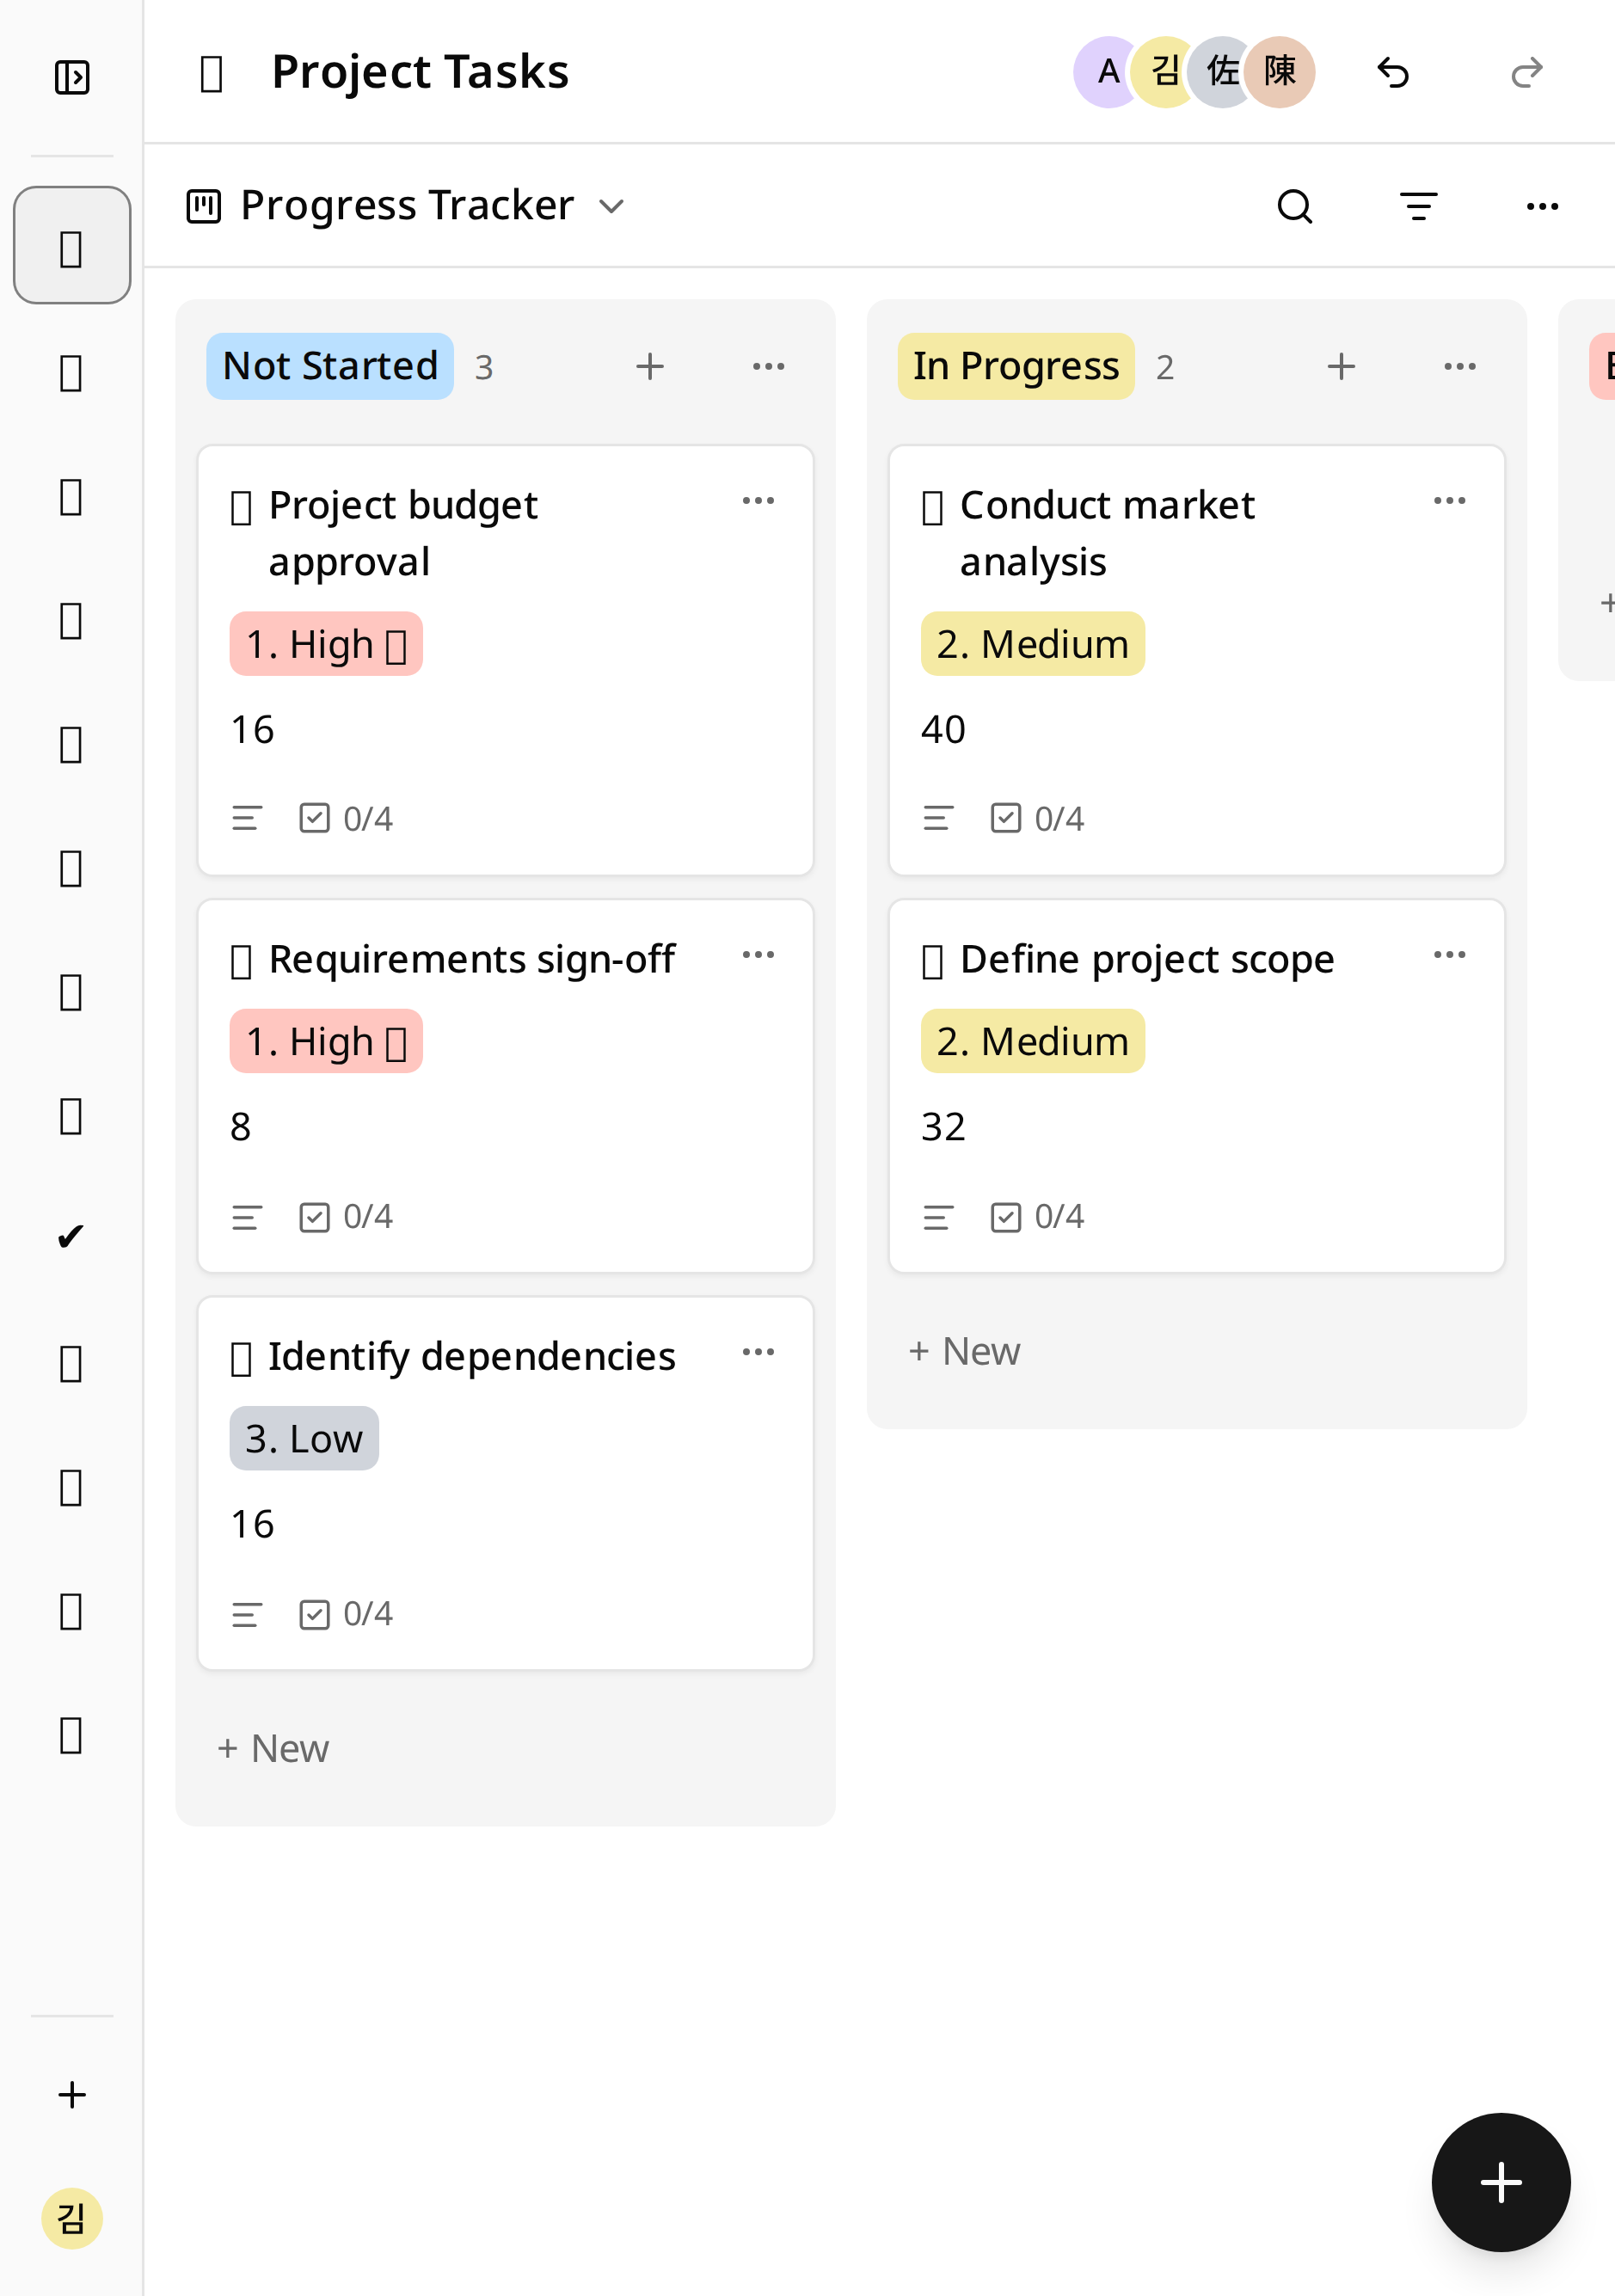 Project Tasks
A 김 佐 陳
Progress Tracker
Not Started 3
Project budget
approval
1. High
16
0/4
Requirements sign-off
1. High
8
0/4
Identify dependencies
3. Low
16
0/4
+ New
In Progress 2
Conduct market
analysis
2. Medium
40
0/4
Define project scope
2. Medium
32
0/4
+ New
김